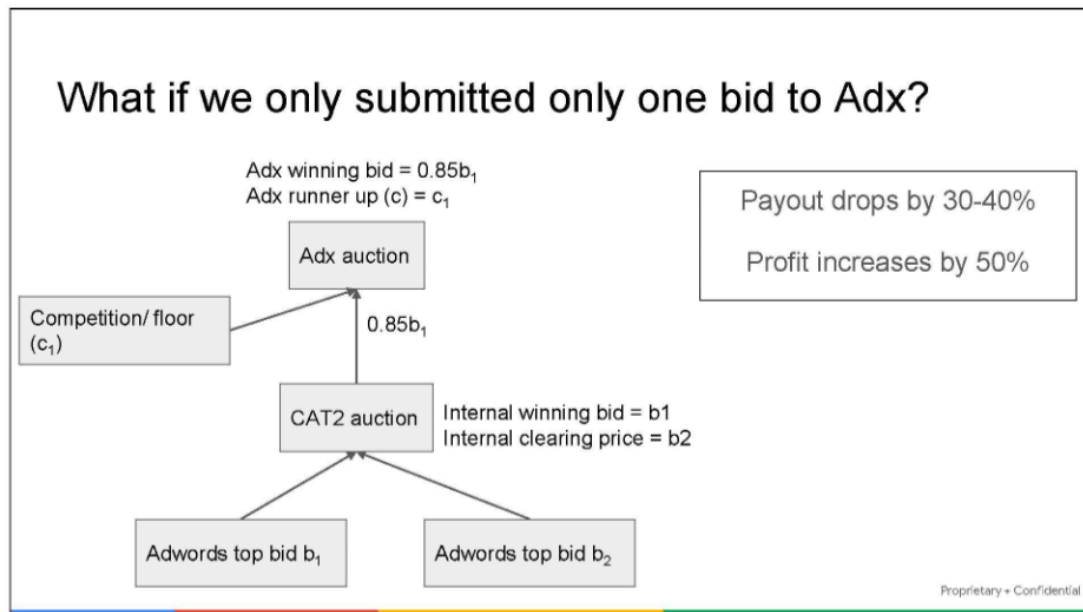 What if we only submitted only one bid to Adx?
Adx winning bid = 0.85b₁
Adx runner up (c) = c₁
Payout drops by 30-40%
Profit increases by 50%
Adx auction
Competition/ floor
(c₁)
0.85b₁
CAT2 auction
Internal winning bid = b1
Internal clearing price = b2
Adwords top bid b₁
Adwords top bid b₂
Proprietary + Confidential